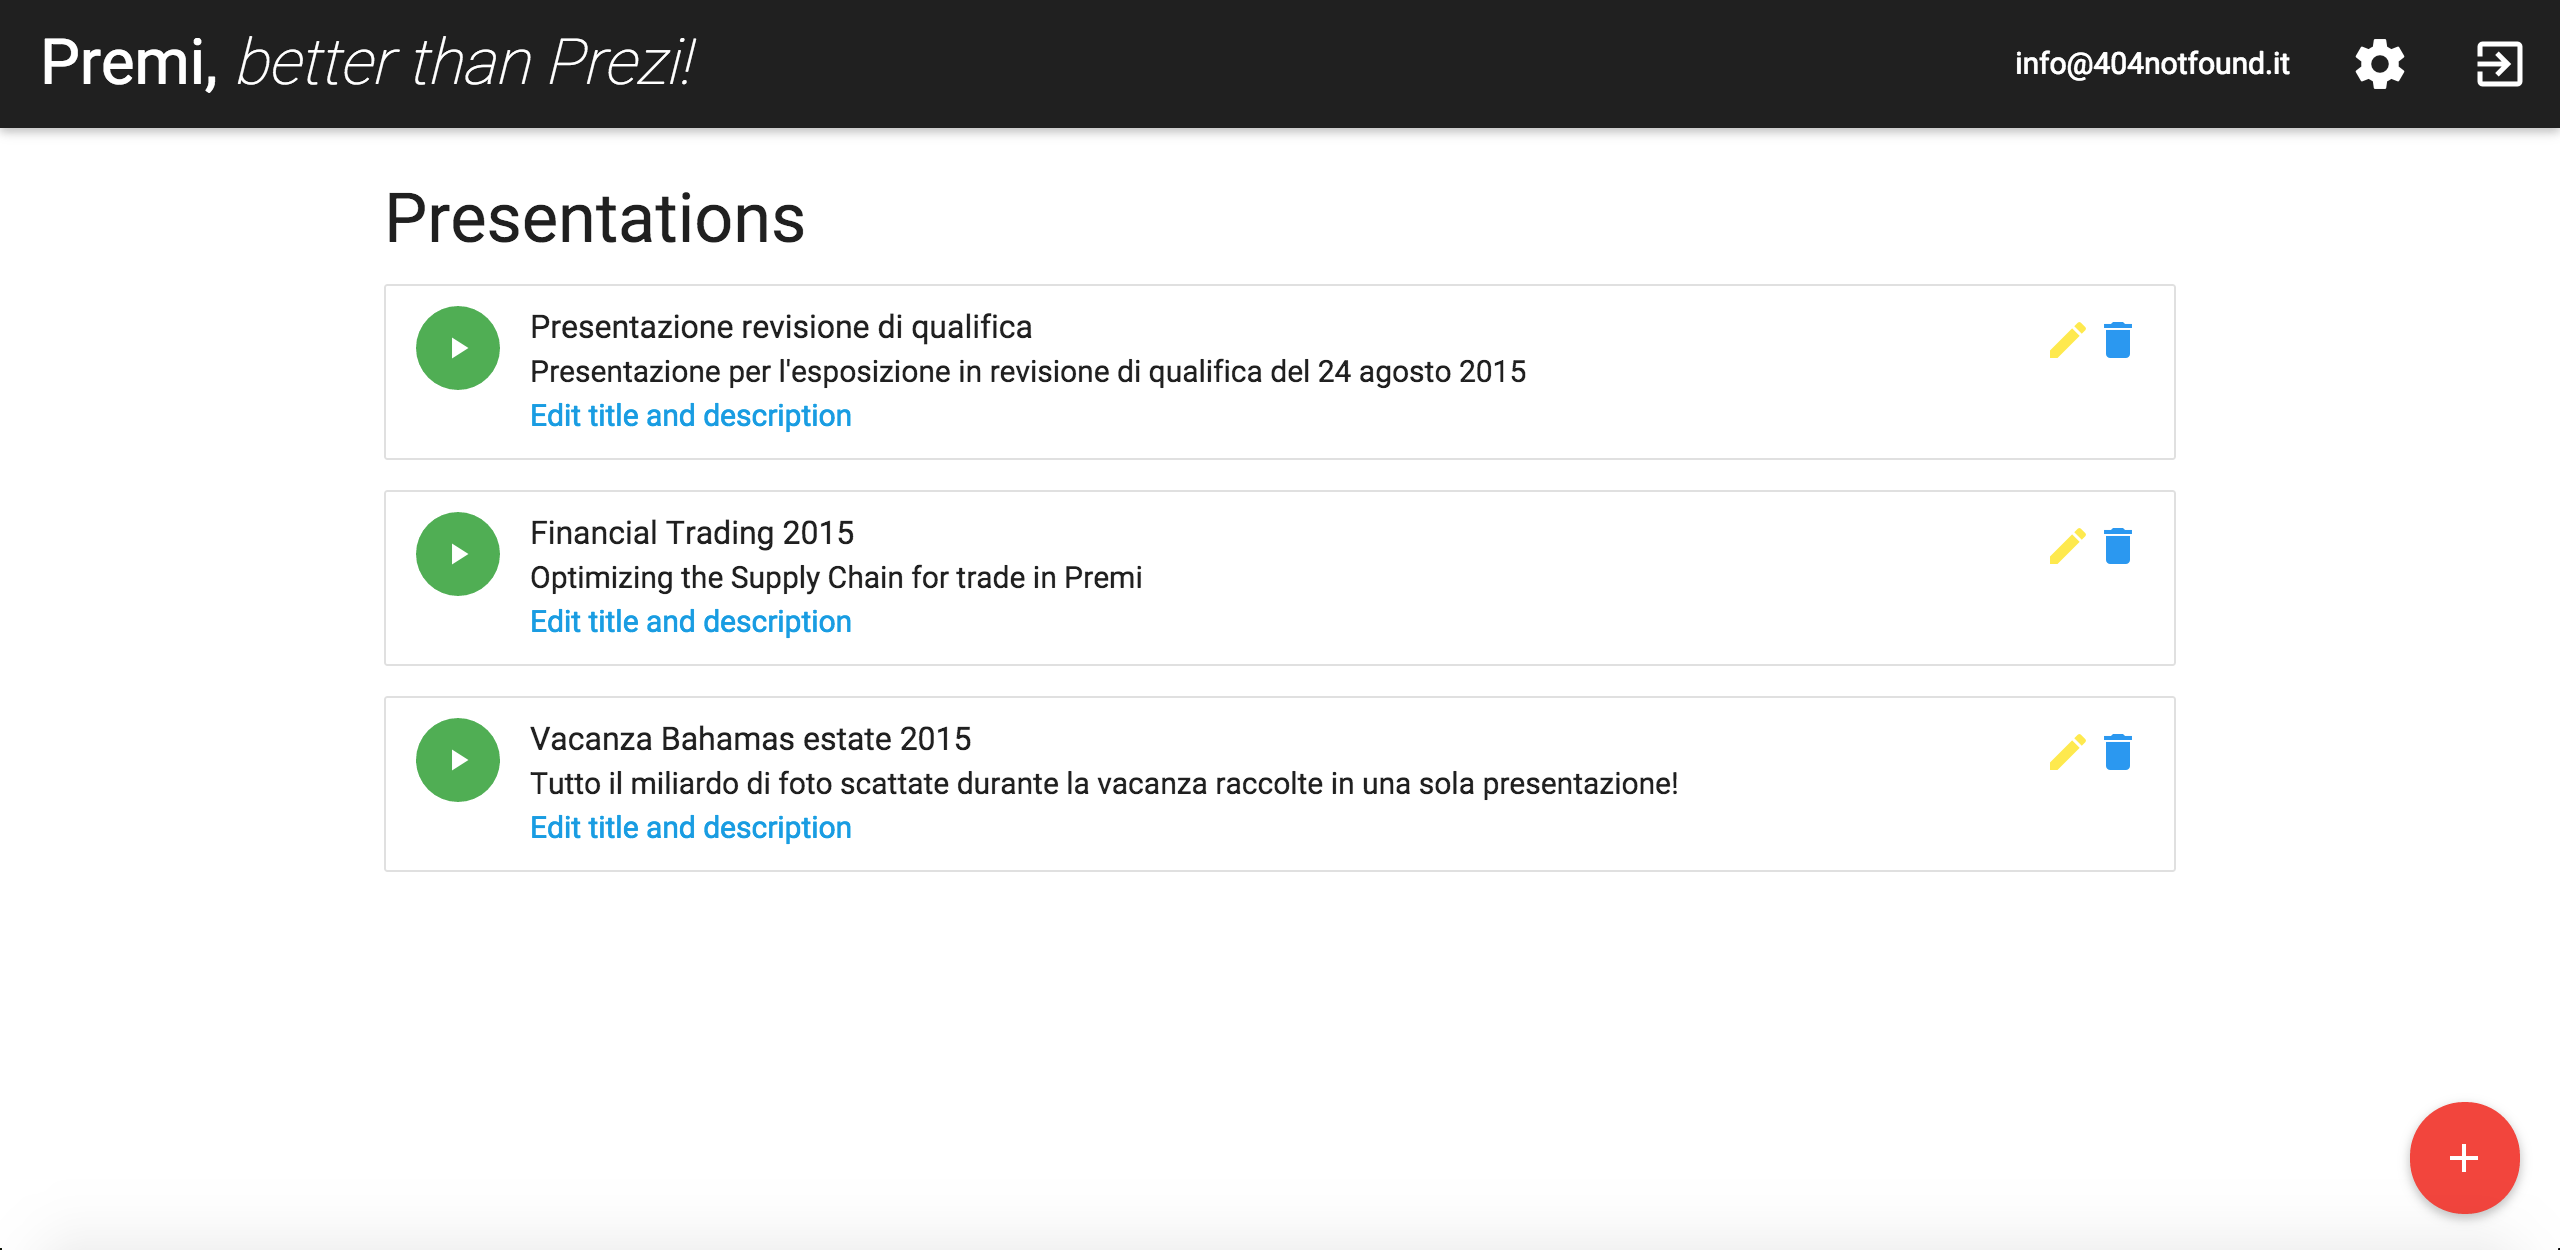 Premi, better than Prezi!
info@404notfound.it
Presentations
Presentazione revisione di qualifica
Presentazione per l'esposizione in revisione di qualifica del 24 agosto 2015
Edit title and description
Financial Trading 2015
Optimizing the Supply Chain for trade in Premi
Edit title and description
Vacanza Bahamas estate 2015
Tutto il miliardo di foto scattate durante la vacanza raccolte in una sola presentazione!
Edit title and description